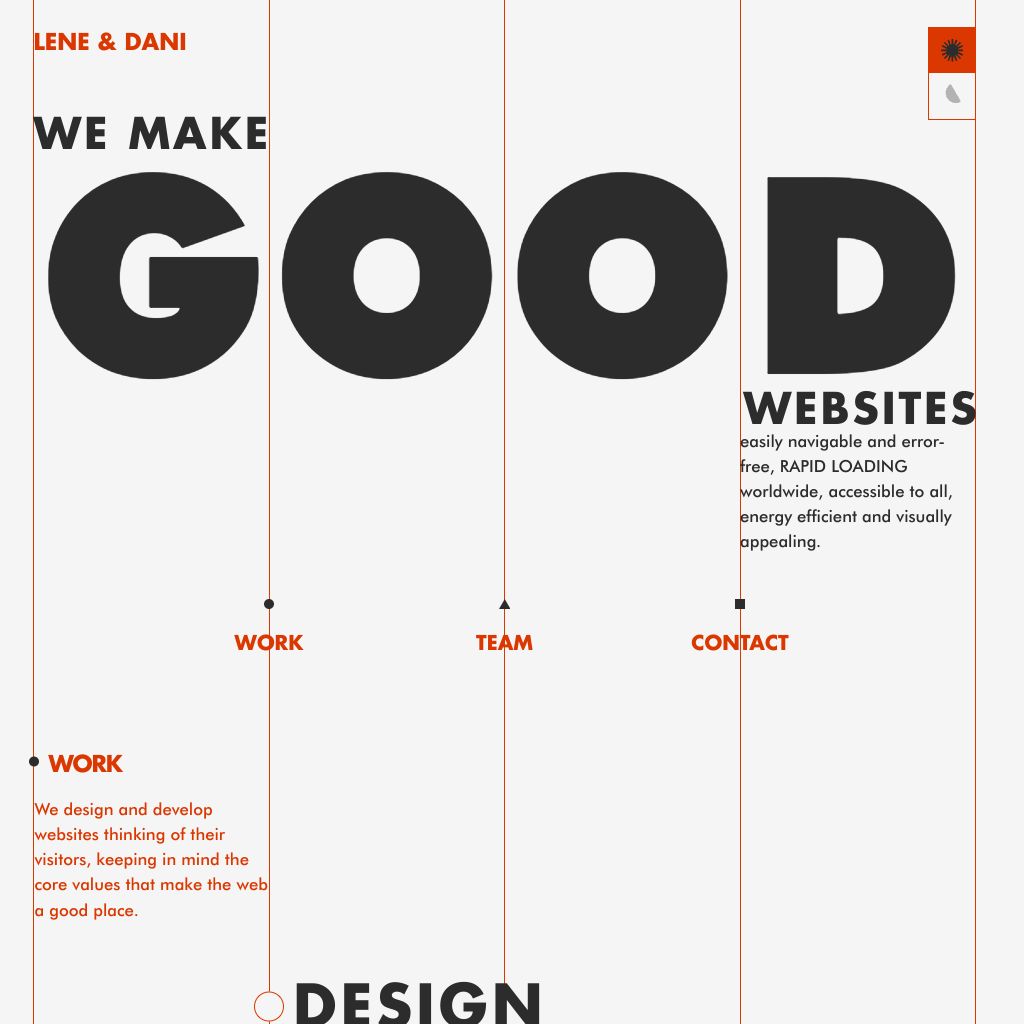 LENE & DANI
WE MAKE
GOOD
WEBSITES
easily navigable and error-
free, RAPID LOADING
worldwide, accessible to all,
energy efficient and visually
appealing.
WORK
TEAM
CONTACT
WORK
We design and develop
websites thinking of their
visitors, keeping in mind the
core values that make the web
a good place.
DESIGN